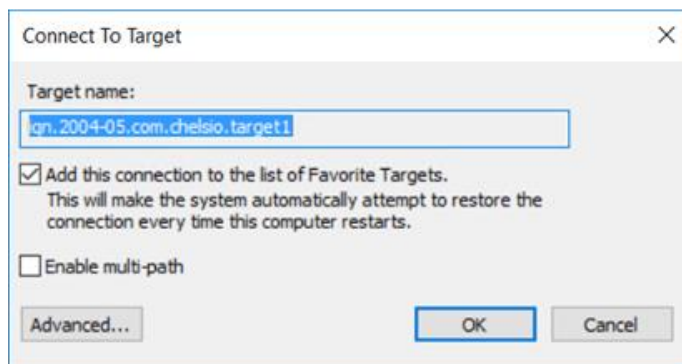 Connect To Target
Target name:
iqn.2004-05.com.chelsio.target1
Add this connection to the list of Favorite Targets.
This will make the system automatically attempt to restore the
connection every time this computer restarts.
Enable multi-path
Advanced...
OK
Cancel